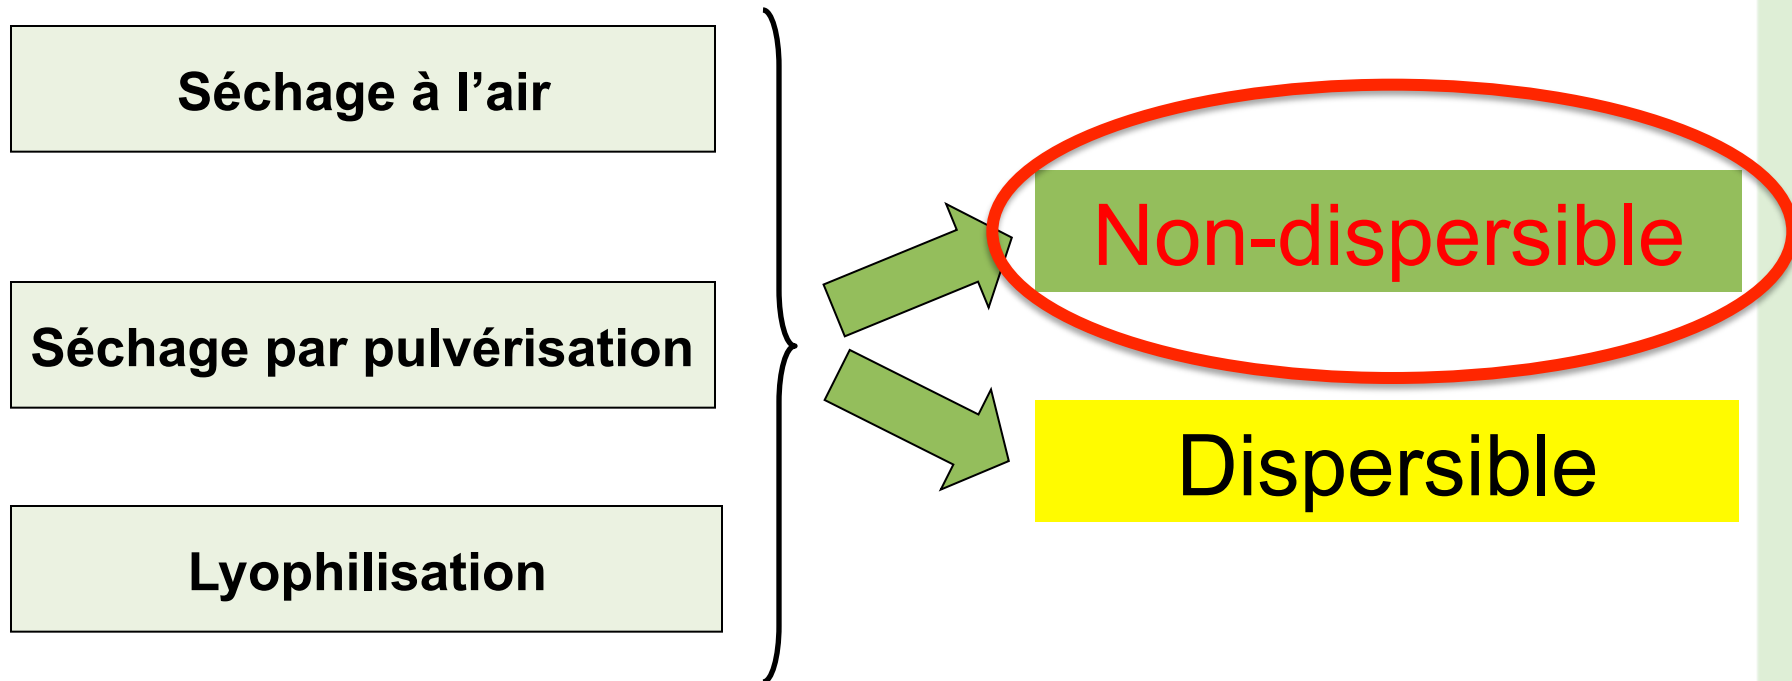 Séchage à l’air
Séchage par pulvérisation
Lyophilisation
Non-dispersible
Dispersible